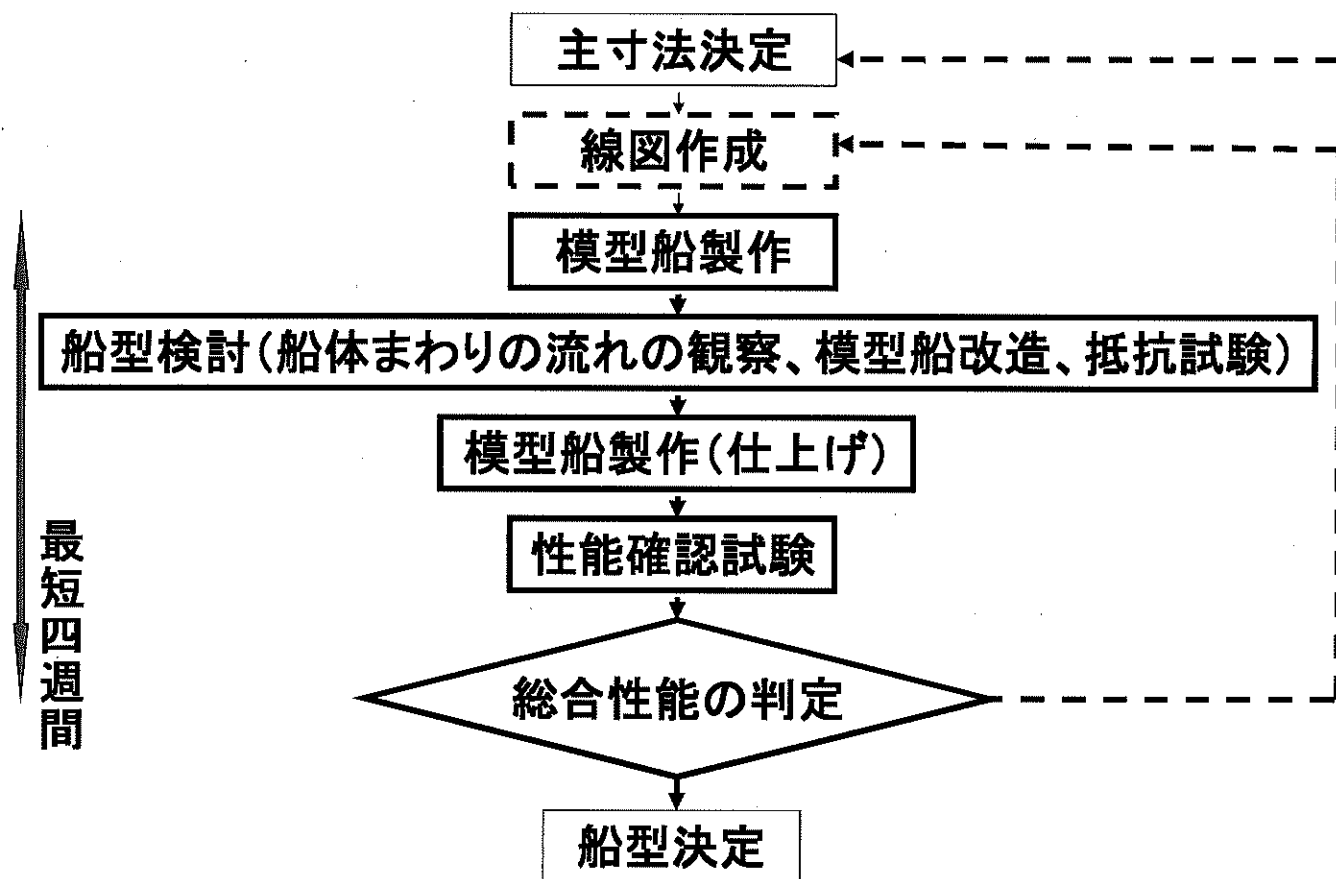 主寸法決定
線図作成
模型船製作
船型検討(船体まわりの流れの観察、模型船改造、抵抗試験)
模型船製作(仕上げ)
性能確認試験
総合性能の判定
船型決定
最短四週間